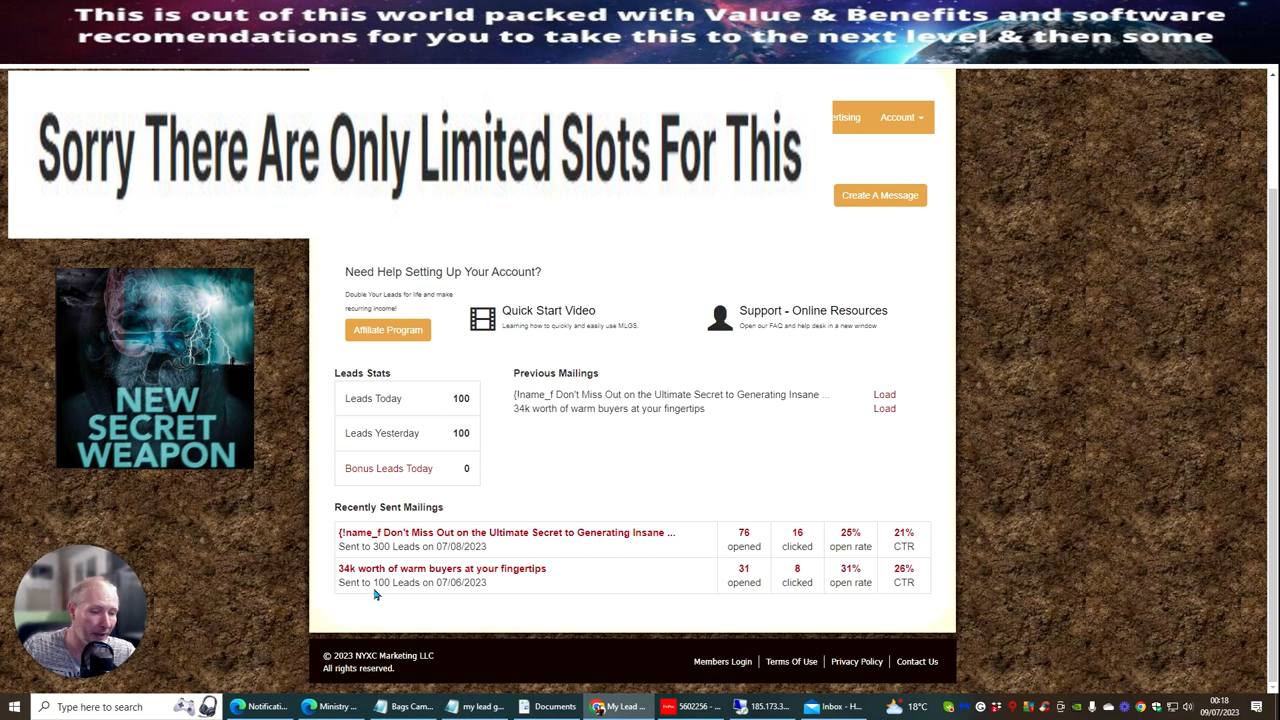 This is out of this world packed with Value & Benefits and software
recomendations for you to take this to the next level & then some
Sorry There Are Only Limited Slots For This
ertising
Account
Create A Message
Need Help Setting Up Your Account?
Double Your Leads for life and make
recurring income!
Affiliate Program
Quick Start Video
Learning how to quickly and easily use MLGS.
Support - Online Resources
Open our FAQ and help desk in a new window
NEW
SECRET
WEAPON
Leads Stats
Leads Today 100
Leads Yesterday 100
Bonus Leads Today 0
Previous Mailings
{!name_f Don't Miss Out on the Ultimate Secret to Generating Insane ... Load
34k worth of warm buyers at your fingertips Load
Recently Sent Mailings
{!name_f Don't Miss Out on the Ultimate Secret to Generating Insane ... 76 16 25% 21%
Sent to 300 Leads on 07/08/2023 opened clicked open rate CTR
34k worth of warm buyers at your fingertips 31 8 31% 26%
Sent to 100 Leads on 07/06/2023 opened clicked open rate CTR
© 2023 NYXC Marketing LLC
All rights reserved.
Members Login Terms Of Use Privacy Policy Contact Us
Type here to search
Notificati...
Ministry ...
Bags Cam...
my lead g...
Documents
My Lead ...
5602256 - ...
185.173.3...
Inbox - H...
18°C
00:18
09/07/2023